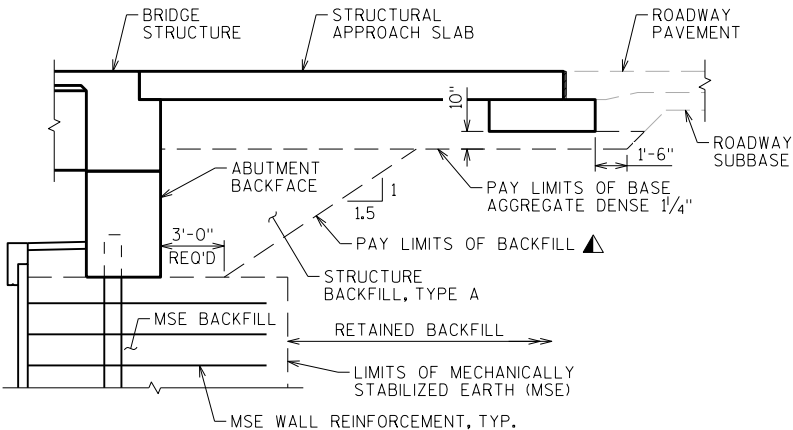 BRIDGE
STRUCTURE
STRUCTURAL
APPROACH SLAB
ROADWAY
PAVEMENT
10"
ROADWAY
SUBBASE
1'-6"
ABUTMENT
BACKFACE
1
1.5
PAY LIMITS OF BASE
AGGREGATE DENSE 1 1/4"
3'-0"
REQ'D
PAY LIMITS OF BACKFILL
STRUCTURE
BACKFILL, TYPE A
MSE BACKFILL
RETAINED BACKFILL
LIMITS OF MECHANICALLY
STABILIZED EARTH (MSE)
MSE WALL REINFORCEMENT, TYP.